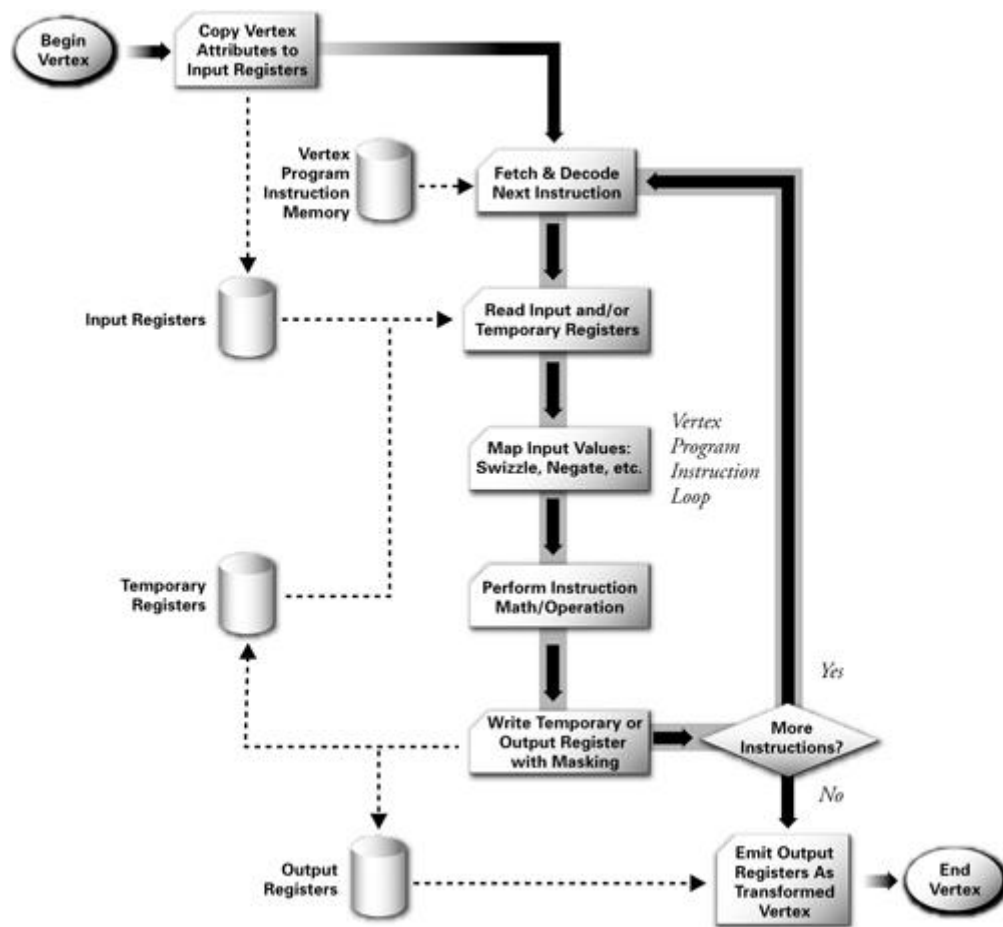 Begin
Vertex
Copy Vertex
Attributes to
Input Registers
Vertex
Program
Instruction
Memory
Fetch & Decode
Next Instruction
Input Registers
Read Input and/or
Temporary Registers
Map Input Values:
Swizzle, Negate, etc.
Vertex
Program
Instruction
Loop
Temporary
Registers
Perform Instruction
Math/Operation
Yes
Write Temporary or
Output Register
with Masking
More
Instructions?
No
Output
Registers
Emit Output
Registers As
Transformed
Vertex
End
Vertex